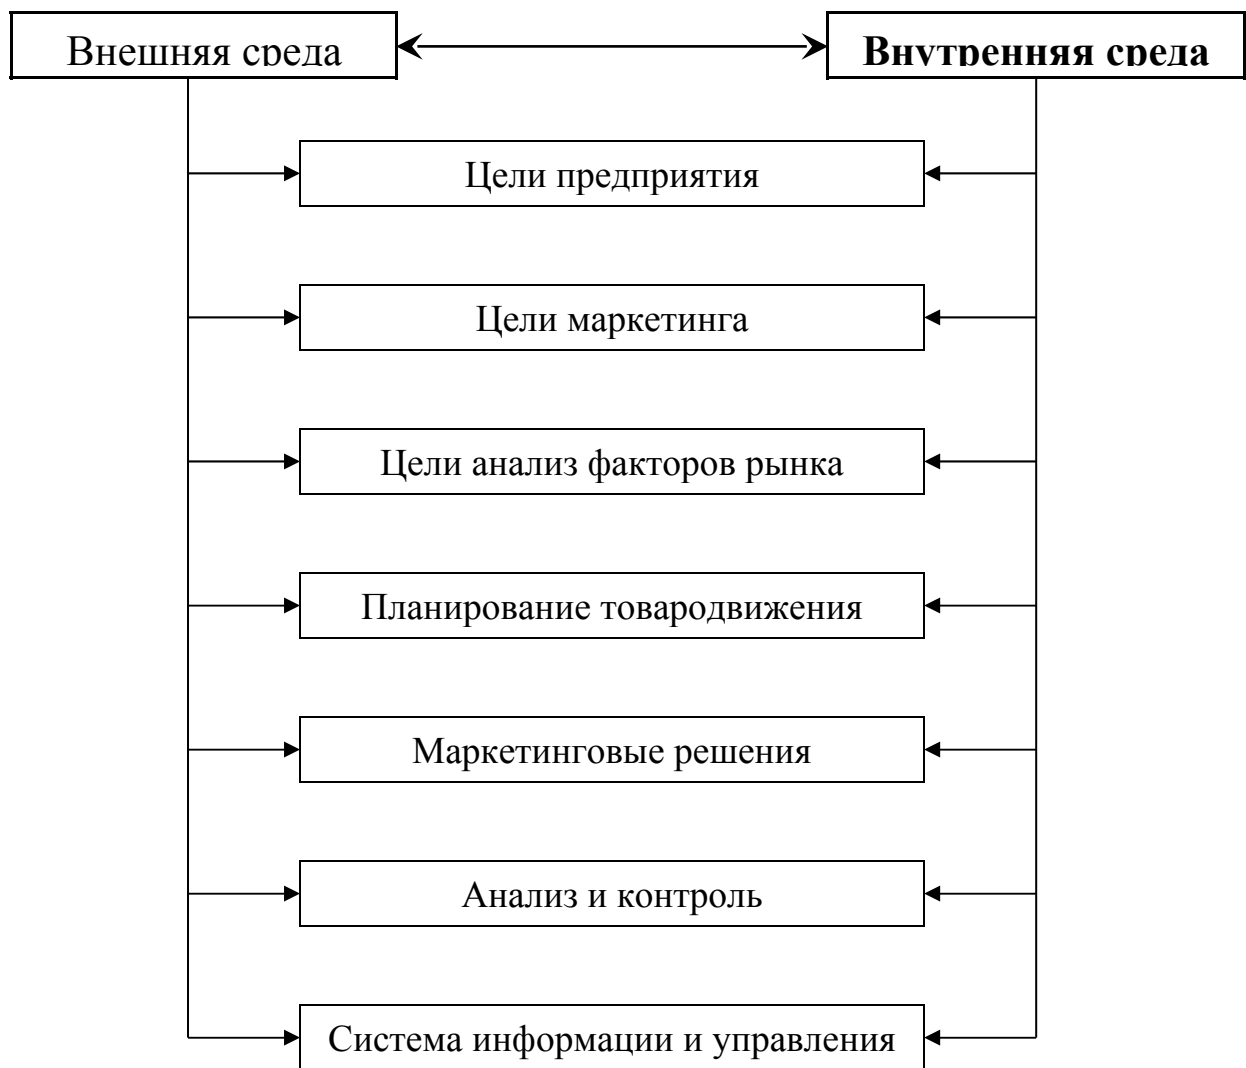 Внешняя среда
Внутренняя среда
Цели предприятия
Цели маркетинга
Цели анализ факторов рынка
Планирование товародвижения
Маркетинговые решения
Анализ и контроль
Система информации и управления